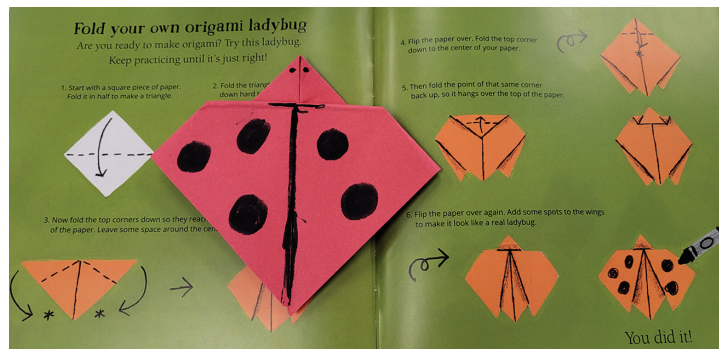 Fold your own origami ladybug
Are you ready to make origami? Try this ladybug.
Keep practicing until it's just right!
1. Start with a square piece of paper.
Fold it in half to make a triangle.
2. Fold the
down hard
3. Now fold the top corners down so they
of the paper. Leave some space around the
4. Flip the paper over. Fold the top corner
down to the center of your paper.
5. Then fold the point of that same corner
back up, so it hangs over the top of the paper.
6. Flip the paper over again. Add some spots to the wings
to make it look like a real ladybug.
You did it!